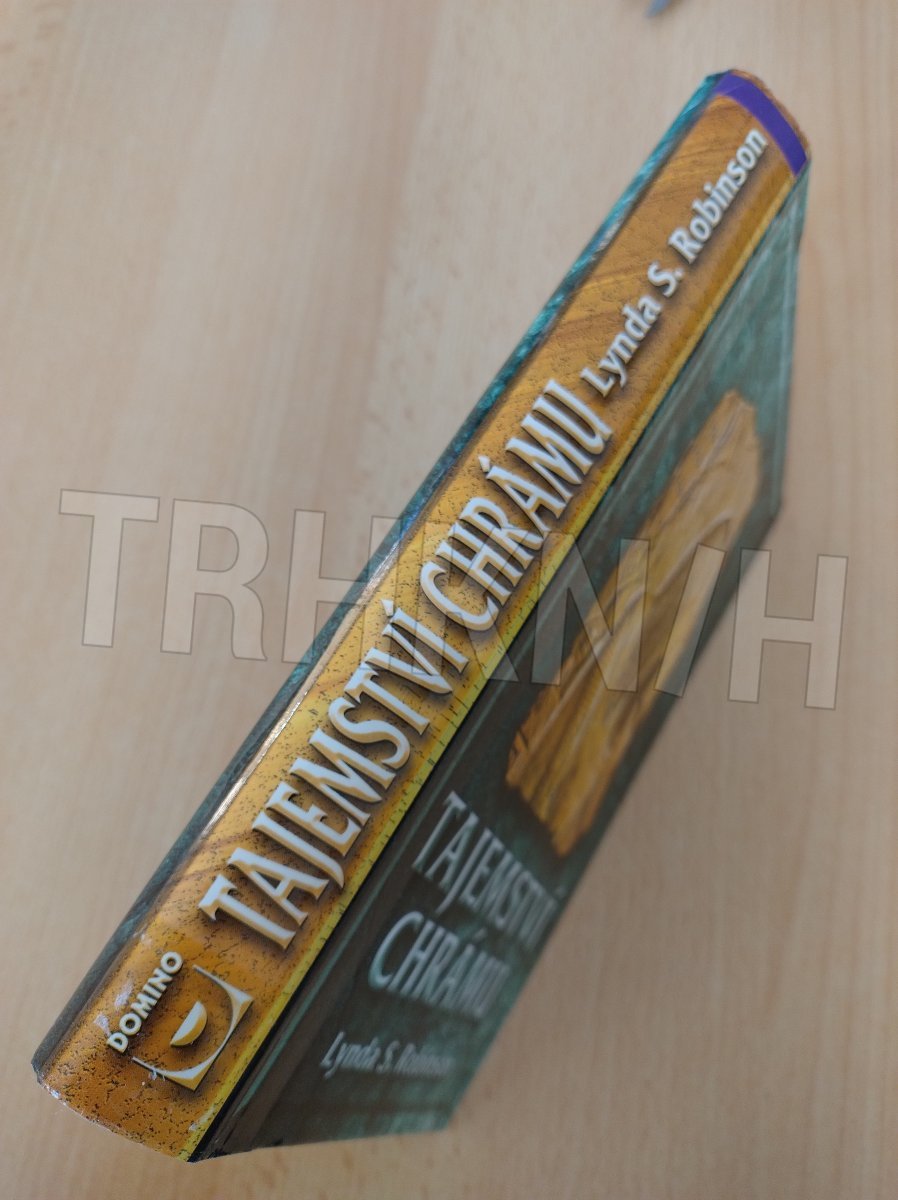 DOMINO
TAJEMSTVÍ CHRÁMU
Lynda S. Robinson
TAJEMSTVÍ
CHRÁMU
Lynda S. Robinson
TRHKNIH